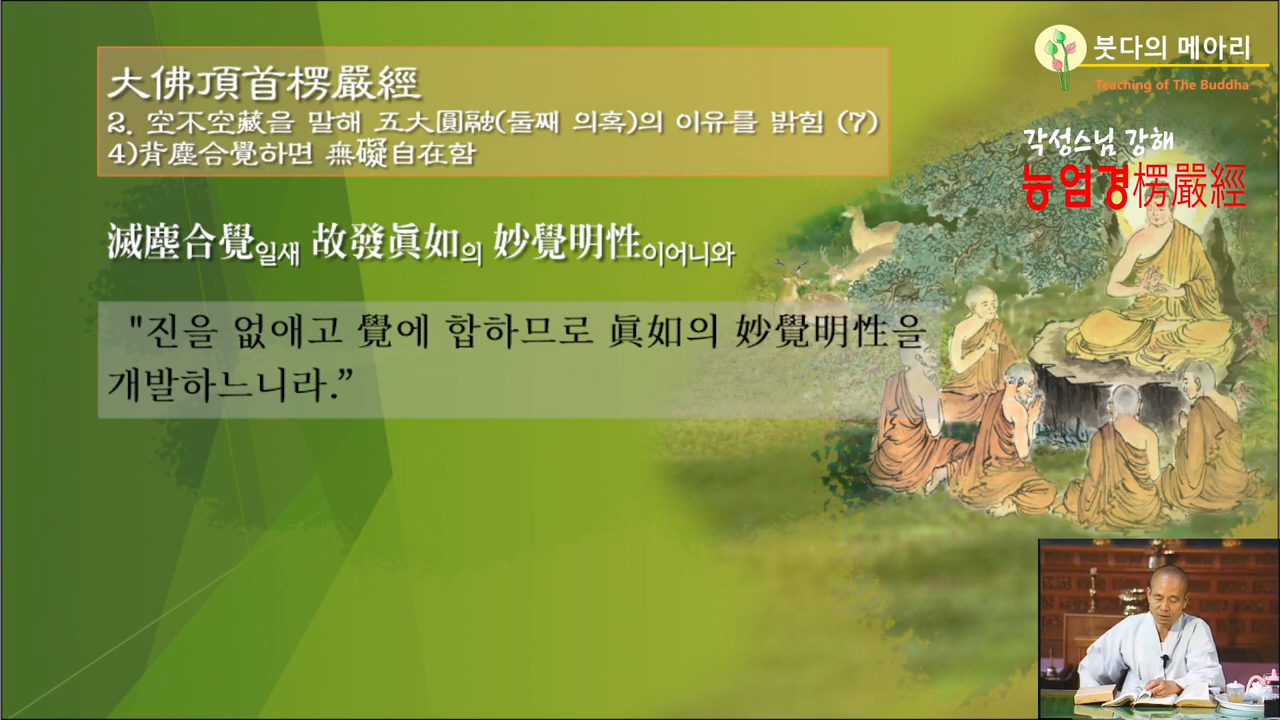 大佛頂首楞嚴經
2. 空不空藏을 말해 五大圓融(둘째 의혹)의 이유를 밝힘 (7)
4)背塵合覺하면 無礙自在함
滅塵合覺일새 故發眞如의 妙覺明性이어니와
"진을 없애고 覺에 합하므로 眞如의 妙覺明性을
개발하느니라.”
붓다의 메아리
Teaching of The Buddha
각성스님 강해
능엄경楞嚴經